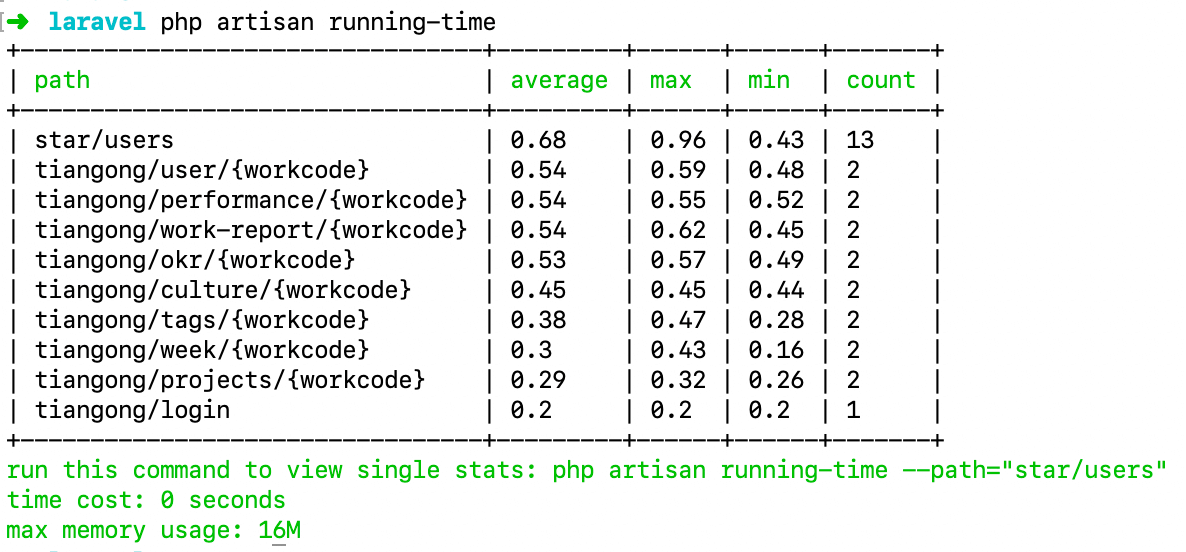 ➜ laravel php artisan running-time
+---------------------------------+---------+------+------+-------+
| path                            | average | max  | min  | count |
+---------------------------------+---------+------+------+-------+
| star/users                      | 0.68    | 0.96 | 0.43 | 13    |
| tiangong/user/{workcode}        | 0.54    | 0.59 | 0.48 | 2     |
| tiangong/performance/{workcode} | 0.54    | 0.55 | 0.52 | 2     |
| tiangong/work-report/{workcode} | 0.54    | 0.62 | 0.45 | 2     |
| tiangong/okr/{workcode}         | 0.53    | 0.57 | 0.49 | 2     |
| tiangong/culture/{workcode}     | 0.45    | 0.45 | 0.44 | 2     |
| tiangong/tags/{workcode}        | 0.38    | 0.47 | 0.28 | 2     |
| tiangong/week/{workcode}        | 0.3     | 0.43 | 0.16 | 2     |
| tiangong/projects/{workcode}    | 0.29    | 0.32 | 0.26 | 2     |
| tiangong/login                  | 0.2     | 0.2  | 0.2  | 1     |
+---------------------------------+---------+------+------+-------+
run this command to view single stats: php artisan running-time --path="star/users"
time cost: 0 seconds
max memory usage: 16M